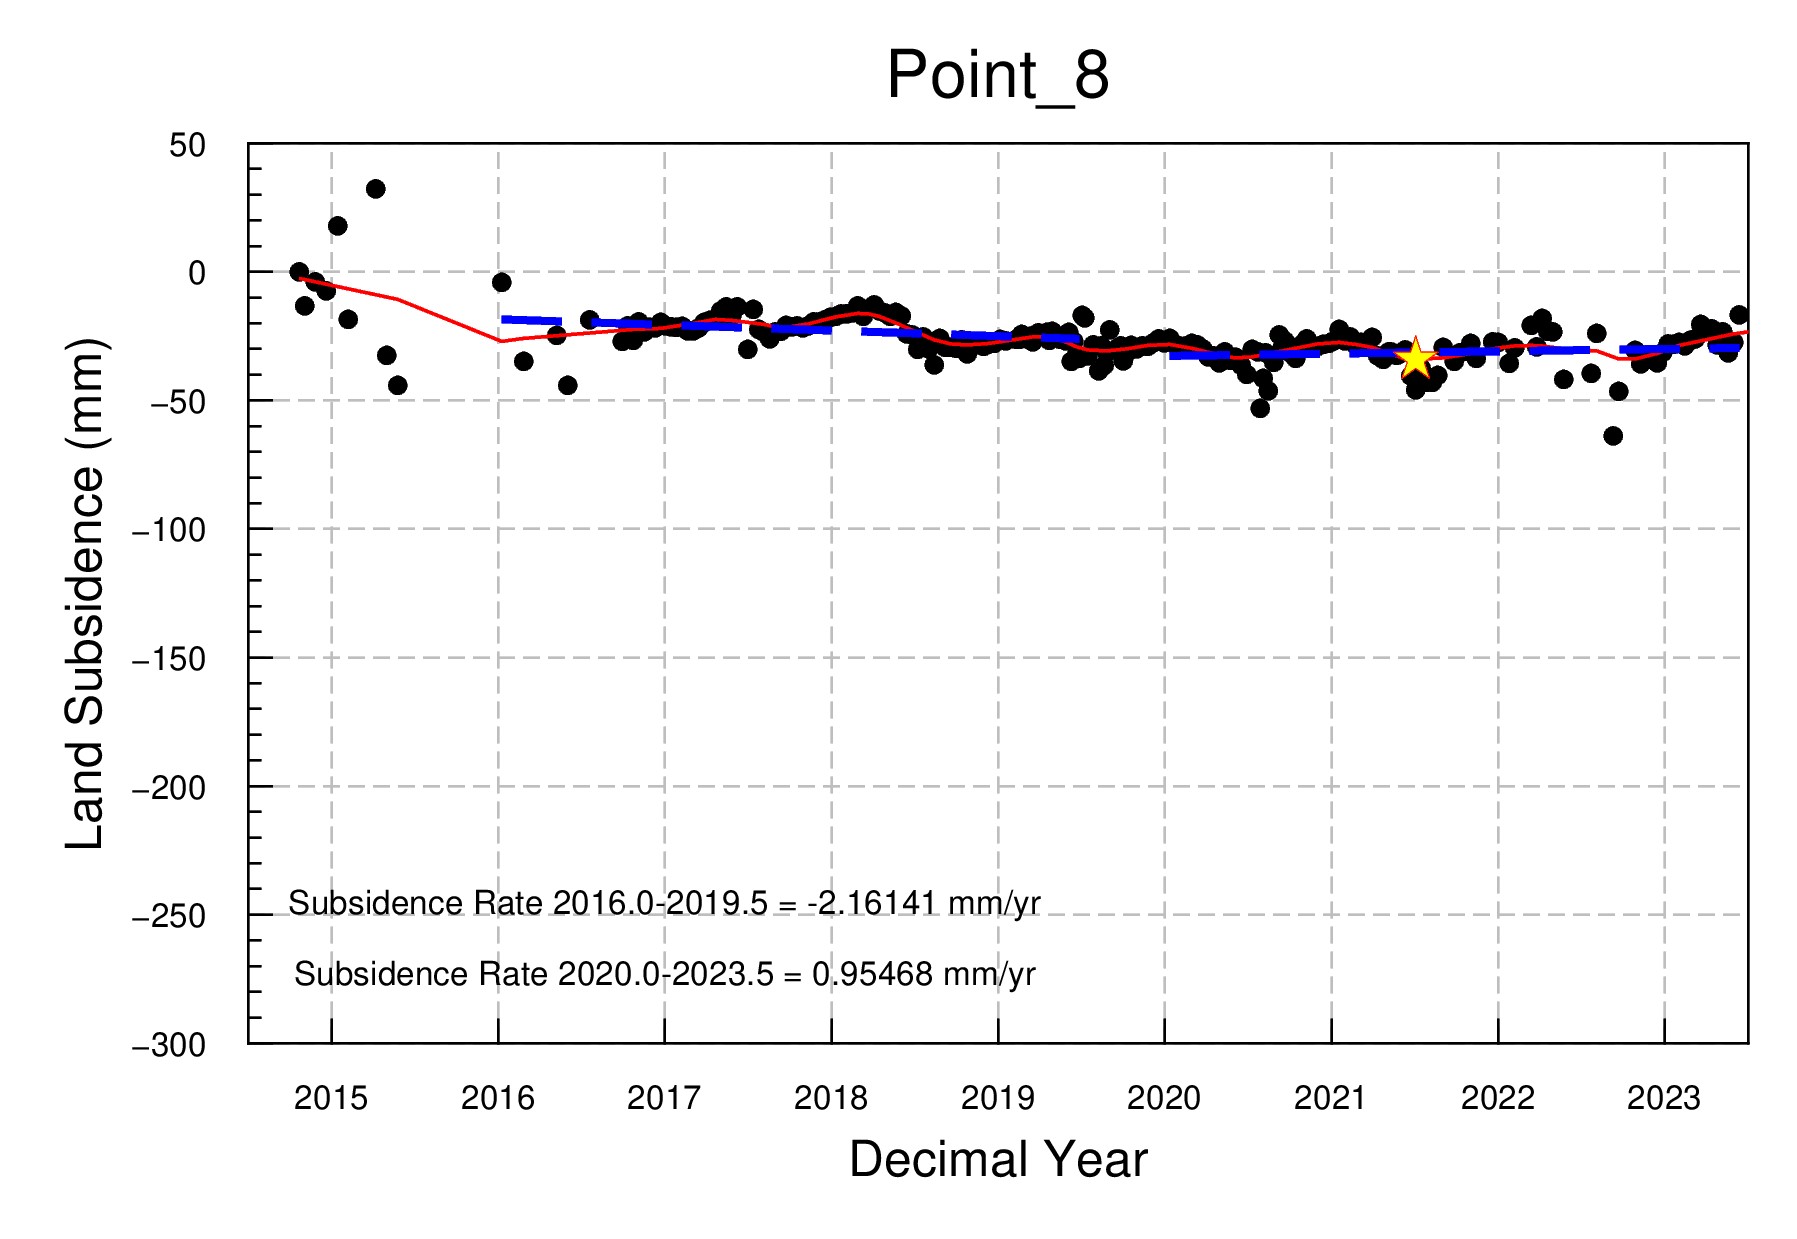 Point_8
50
0
−50
−100
−150
−200
−250
−300
Land Subsidence (mm)
Subsidence Rate 2016.0-2019.5 = -2.16141 mm/yr
Subsidence Rate 2020.0-2023.5 = 0.95468 mm/yr
2015 2016 2017 2018 2019 2020 2021 2022 2023
Decimal Year